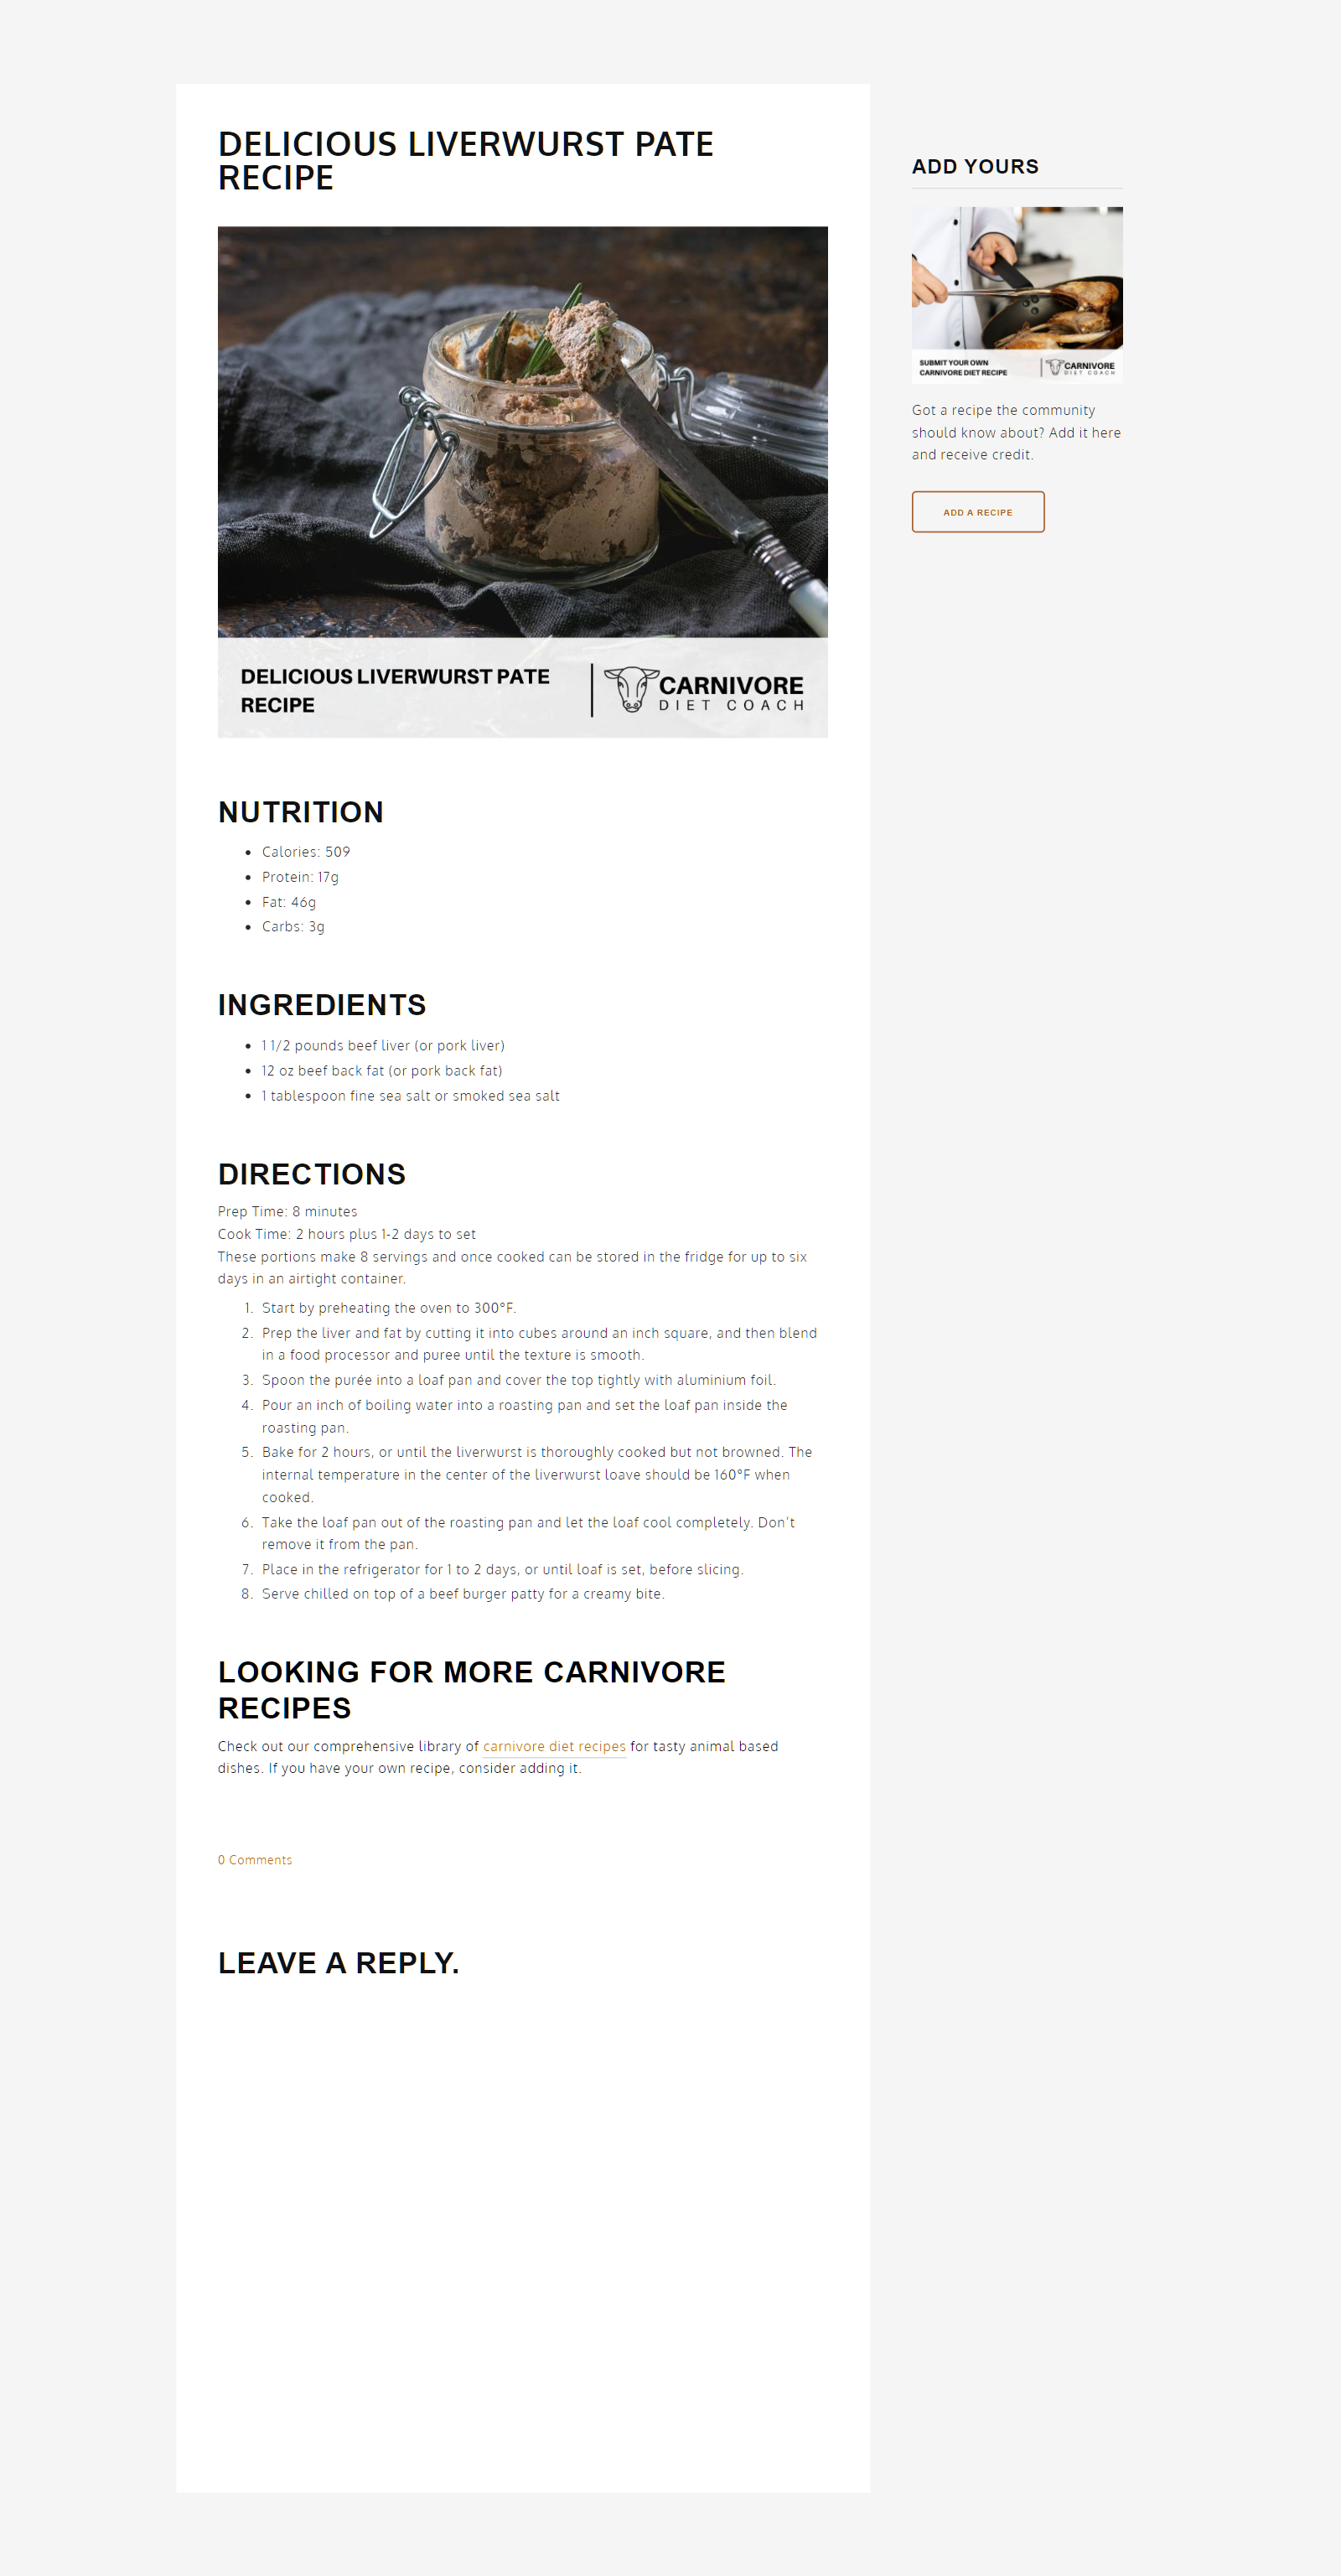 DELICIOUS LIVERWURST PATE
RECIPE
DELICIOUS LIVERWURST PATE
RECIPE
CARNIVORE
DIET COACH
NUTRITION
• Calories: 509
• Protein: 17g
• Fat: 46g
• Carbs: 3g
INGREDIENTS
• 1 1/2 pounds beef liver (or pork liver)
• 12 oz beef back fat (or pork back fat)
• 1 tablespoon fine sea salt or smoked sea salt
DIRECTIONS
Prep Time: 8 minutes
Cook Time: 2 hours plus 1-2 days to set
These portions make 8 servings and once cooked can be stored in the fridge for up to six
days in an airtight container.
1. Start by preheating the oven to 300°F.
2. Prep the liver and fat by cutting it into cubes around an inch square, and then blend
in a food processor and puree until the texture is smooth.
3. Spoon the purée into a loaf pan and cover the top tightly with aluminium foil.
4. Pour an inch of boiling water into a roasting pan and set the loaf pan inside the
roasting pan.
5. Bake for 2 hours, or until the liverwurst is thoroughly cooked but not browned. The
internal temperature in the center of the liverwurst loave should be 160°F when
cooked.
6. Take the loaf pan out of the roasting pan and let the loaf cool completely. Don't
remove it from the pan.
7. Place in the refrigerator for 1 to 2 days, or until loaf is set, before slicing.
8. Serve chilled on top of a beef burger patty for a creamy bite.
LOOKING FOR MORE CARNIVORE
RECIPES
Check out our comprehensive library of carnivore diet recipes for tasty animal based
dishes. If you have your own recipe, consider adding it.
0 Comments
LEAVE A REPLY.
ADD YOURS
SUBMIT YOUR OWN
CARNIVORE DIET RECIPE
CARNIVORE
DIET COACH
Got a recipe the community
should know about? Add it here
and receive credit.
ADD A RECIPE